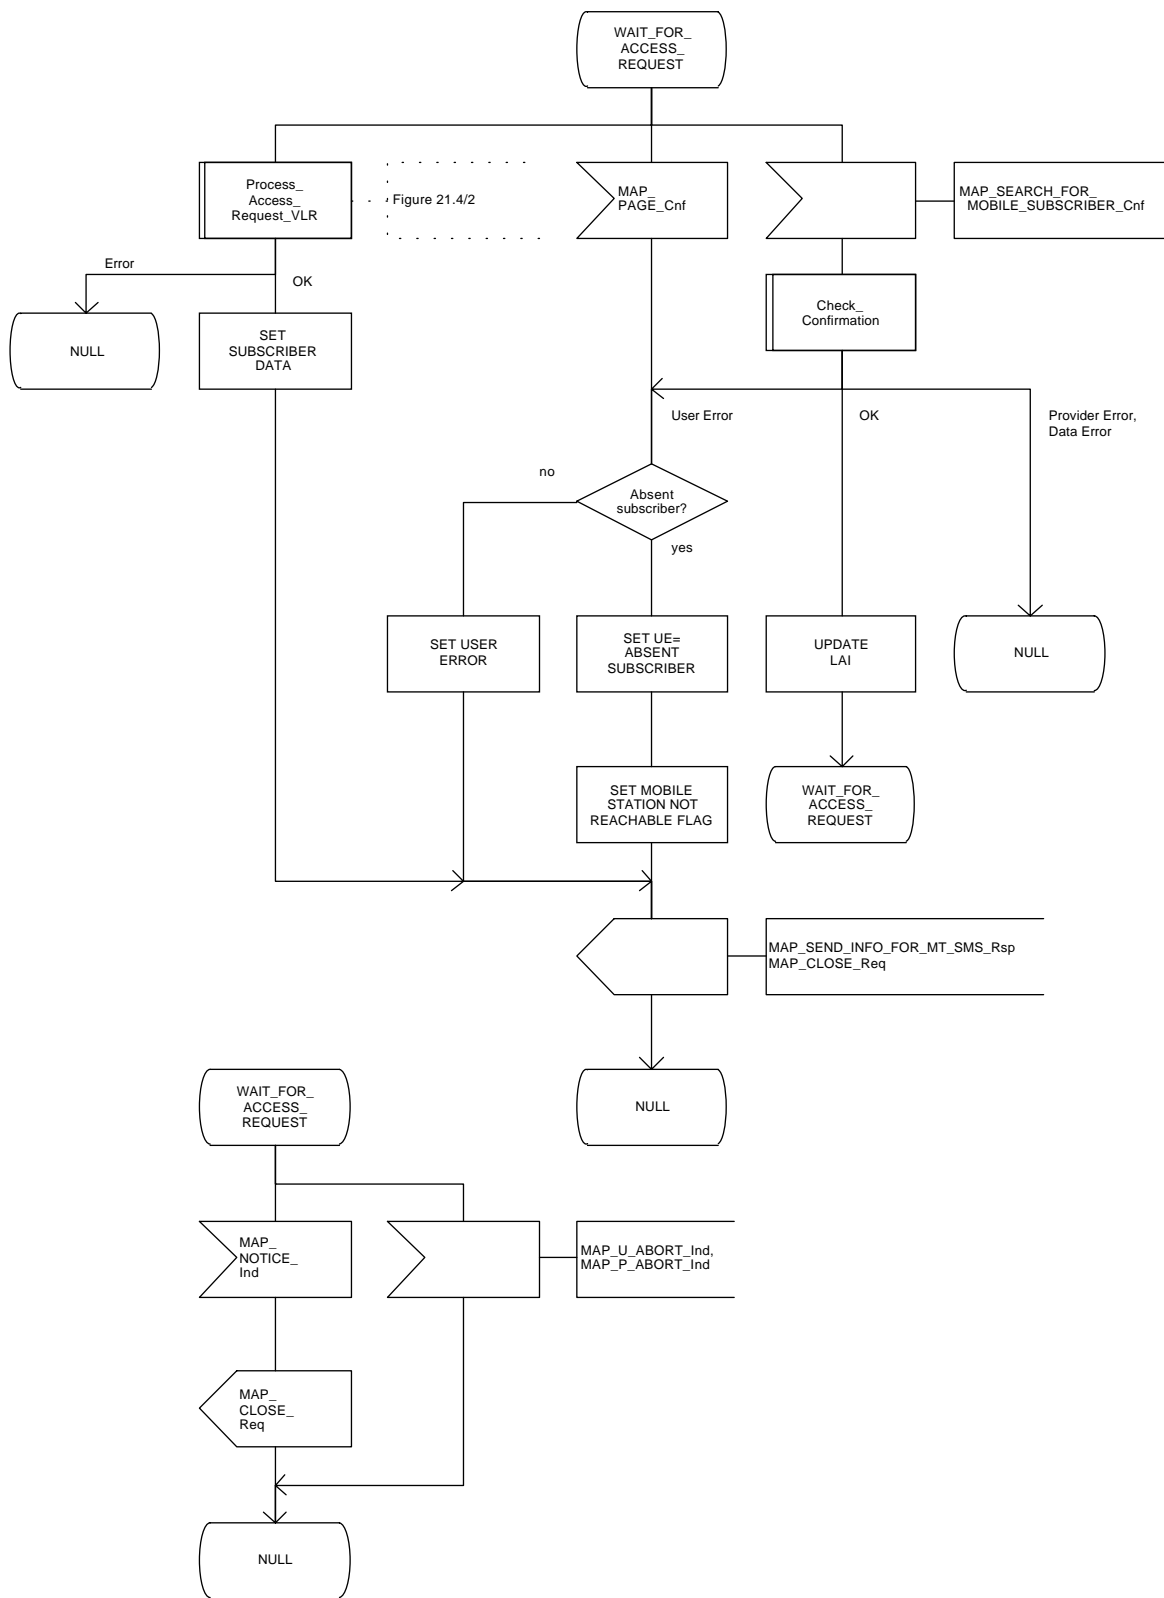 WAIT_FOR_
ACCESS_
REQUEST
Process_
Access_
Request_VLR
Figure 21.4/2
MAP_
PAGE_Cnf
MAP_SEARCH_FOR_
MOBILE_SUBSCRIBER_Cnf
Error
OK
Check_
Confirmation
NULL
SET
SUBSCRIBER
DATA
User Error
OK
Provider Error,
Data Error
no
Absent
subscriber?
yes
SET USER
ERROR
SET UE=
ABSENT
SUBSCRIBER
UPDATE
LAI
NULL
SET MOBILE
STATION NOT
REACHABLE FLAG
WAIT_FOR_
ACCESS_
REQUEST
MAP_SEND_INFO_FOR_MT_SMS_Rsp
MAP_CLOSE_Req
NULL
WAIT_FOR_
ACCESS_
REQUEST
MAP_
NOTICE_
Ind
MAP_U_ABORT_Ind,
MAP_P_ABORT_Ind
MAP_
CLOSE_
Req
NULL